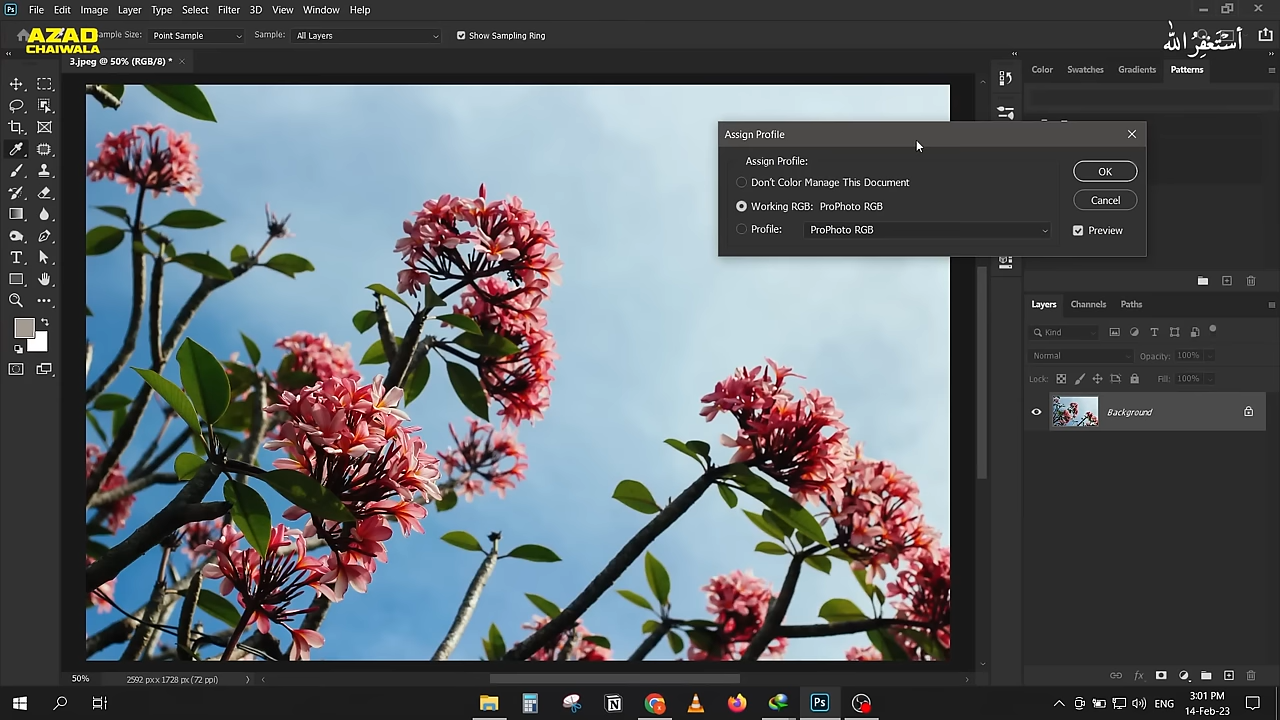 Ps File Edit Image Layer Type Select Filter 3D View Window Help
AZAD
CHAIWALA
Sample Size: Point Sample Sample: All Layers Show Sampling Ring
أستغفر الله
3.jpeg @ 50% (RGB/8) *
Color Swatches Gradients Patterns
Assign Profile
Assign Profile:
Don't Color Manage This Document
Working RGB: ProPhoto RGB
Profile: ProPhoto RGB
OK
Cancel
Preview
Layers Channels Paths
Kind
Normal Opacity: 100%
Lock: Fill: 100%
Background
50% 2592 px x 1728 px (72 ppi)
Ps
ENG
3:01 PM
14-Feb-23